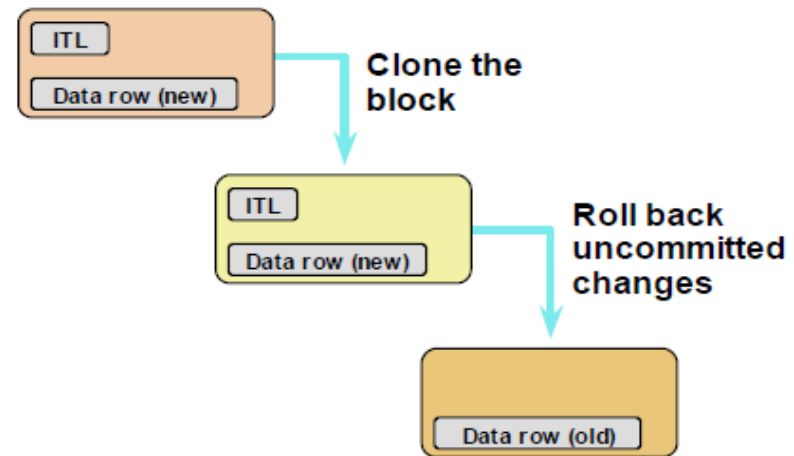 ITL
Data row (new)
Clone the
block
ITL
Data row (new)
Roll back
uncommitted
changes
Data row (old)